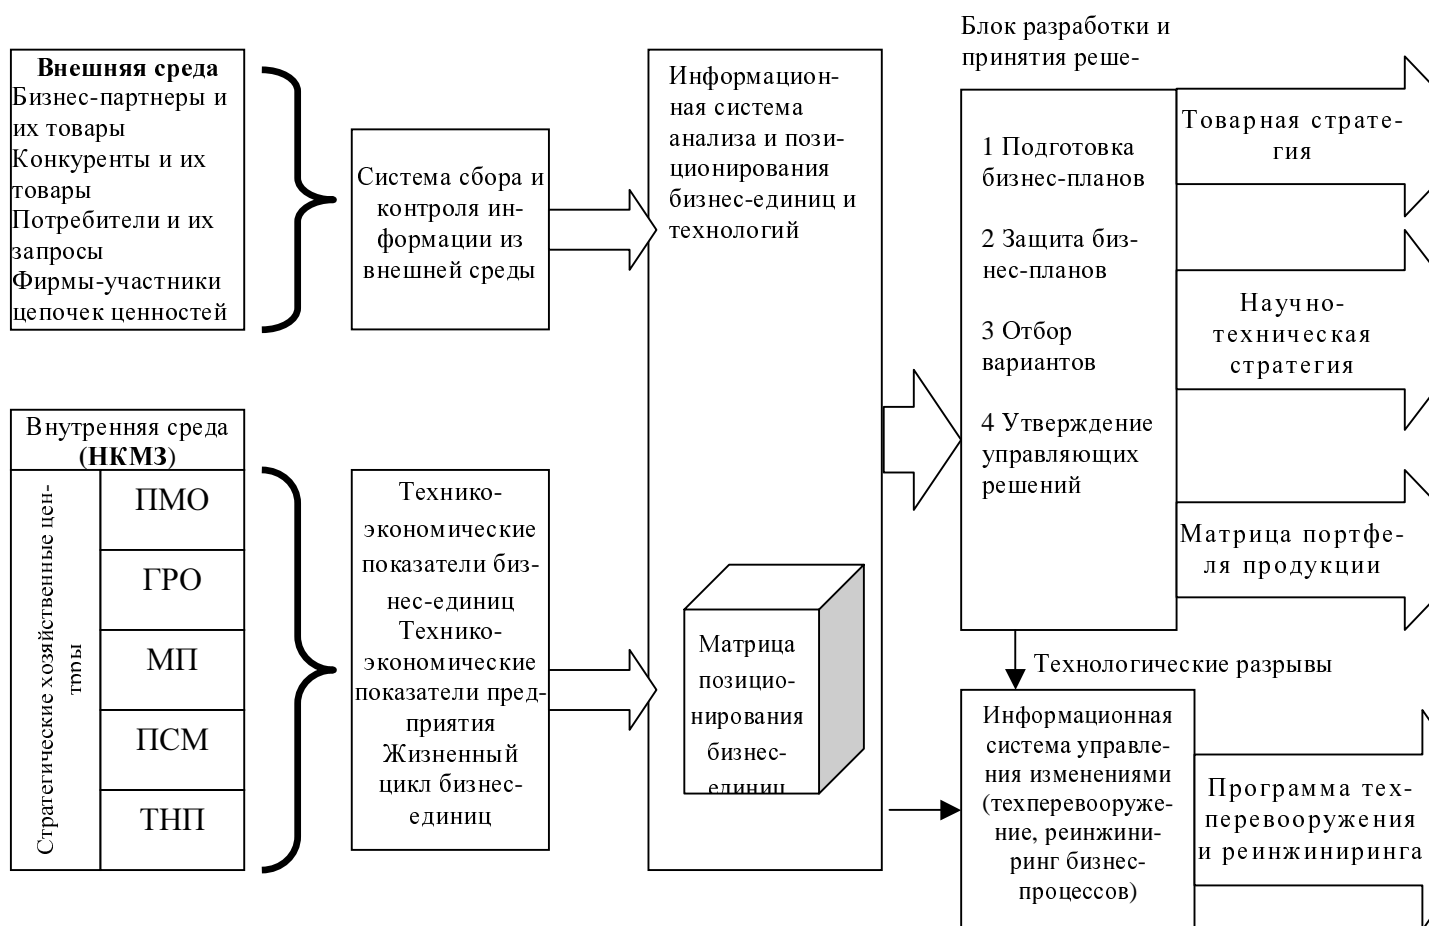 Внешняя среда
Бизнес-партнеры и
их товары
Конкуренты и их
товары
Потребители и их
запросы
Фирмы-участники
цепочек ценностей
Система сбора и
контроля ин-
формации из
внешней среды
Внутренняя среда
(НКМЗ)
Стратегические хозяйственные цен-
тры
ПМО
ГРО
МП
ПСМ
ТНП
Технико-
экономические
показатели биз-
нес-единиц
Технико-
экономические
показатели пред-
приятия
Жизненный
цикл бизнес-
единиц
Информацион-
ная система
анализа и пози-
ционирования
бизнес-единиц и
технологий
Матрица
позицио-
нирования
бизнес-
единиц
Блок разработки и
принятия реше-
1 Подготовка
бизнес-планов
2 Защита биз-
нес-планов
3 Отбор
вариантов
4 Утверждение
управляющих
решений
Товарная страте-
гия
Научно-
техническая
стратегия
Матрица портфе-
ля продукции
Технологические разрывы
Информационная
система управле-
ния изменениями
(техперевооруже-
ние, реинжини-
ринг бизнес-
процессов)
Программа тех-
перевооружения
и реинжиниринга